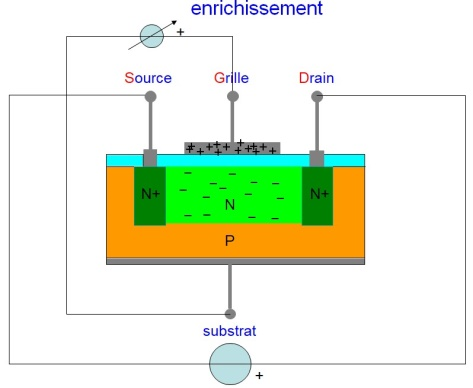 enrichissement
+
Source Grille Drain
+ + + + + + + + + + +
N+ N N+
P
substrat
+